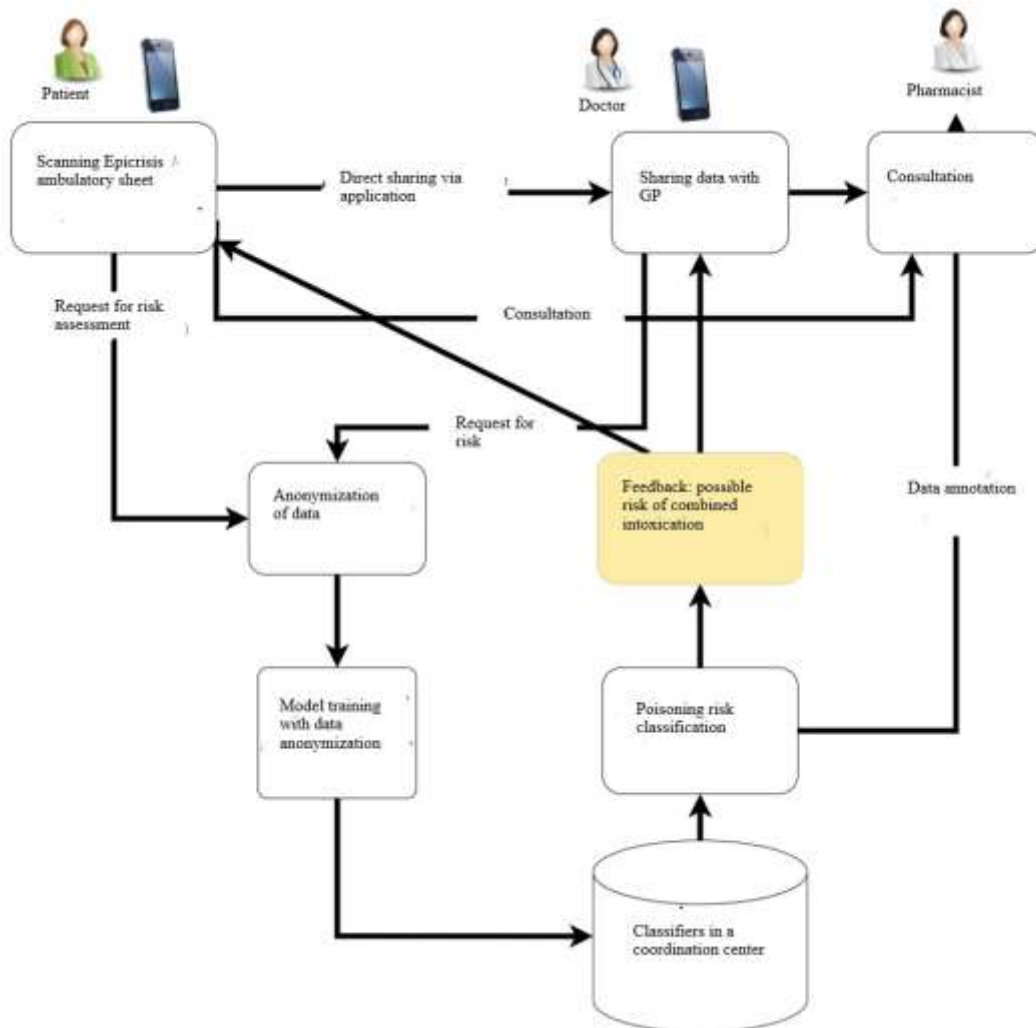 Patient
Doctor
Pharmacist
Scanning Epicrisis /
ambulatory sheet
Direct sharing via
application
Sharing data with
GP
Consultation
Request for risk
assessment
Consultation
Request for
risk
Anonymization
of data
Feedback: possible
risk of combined
intoxication
Data annotation
Model training
with data
anonymization
Poisoning risk
classification
Classifiers in a
coordination center